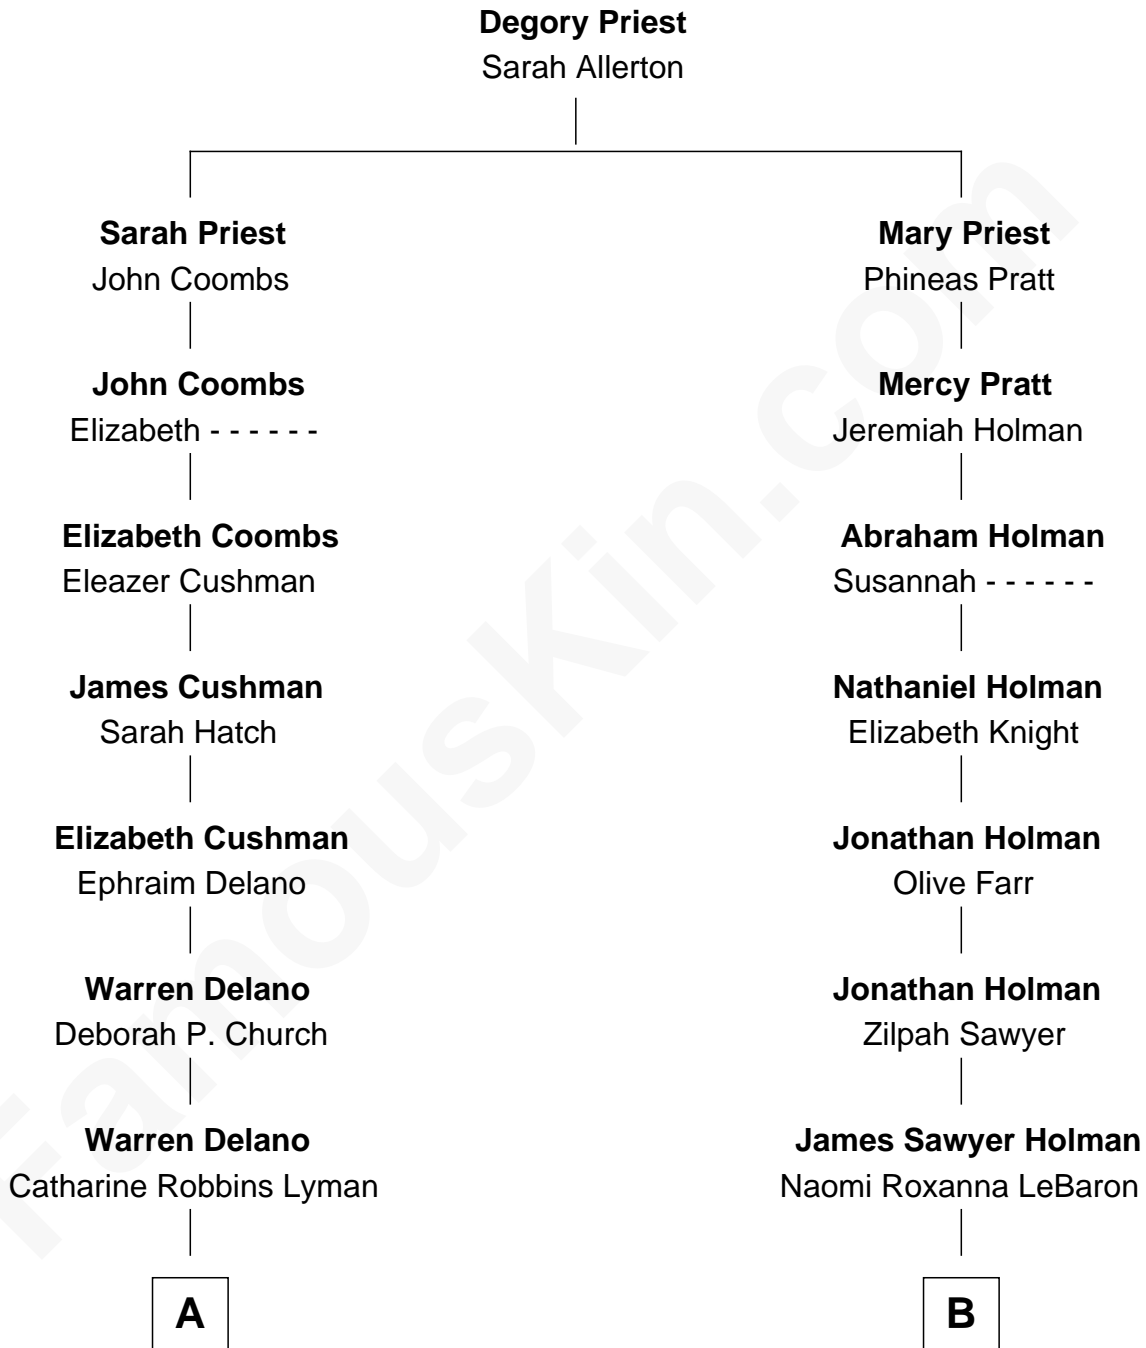 Degory Priest
Sarah Allerton
Sarah Priest
John Coombs
Mary Priest
Phineas Pratt
John Coombs
Elizabeth - - - - - -
Mercy Pratt
Jeremiah Holman
Elizabeth Coombs
Eleazer Cushman
Abraham Holman
Susannah - - - - - -
James Cushman
Sarah Hatch
Nathaniel Holman
Elizabeth Knight
Elizabeth Cushman
Ephraim Delano
Jonathan Holman
Olive Farr
Warren Delano
Deborah P. Church
Jonathan Holman
Zilpah Sawyer
Warren Delano
Catharine Robbins Lyman
James Sawyer Holman
Naomi Roxanna LeBaron
A
B
FamousKin.com